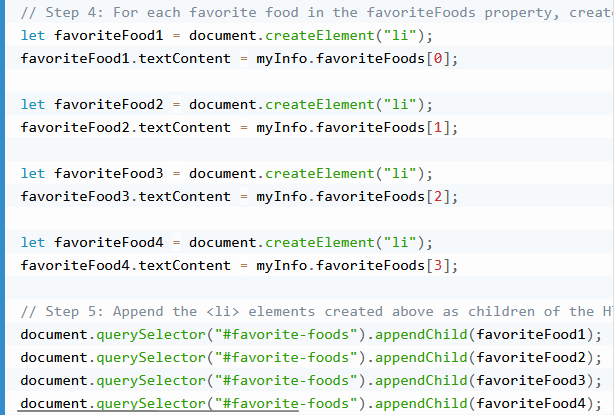 // Step 4: For each favorite food in the favoriteFoods property, creat
let favoriteFood1 = document.createElement("li");
favoriteFood1.textContent = myInfo.favoriteFoods[0];
let favoriteFood2 = document.createElement("li");
favoriteFood2.textContent = myInfo.favoriteFoods[1];
let favoriteFood3 = document.createElement("li");
favoriteFood3.textContent = myInfo.favoriteFoods[2];
let favoriteFood4 = document.createElement("li");
favoriteFood4.textContent = myInfo.favoriteFoods[3];
// Step 5: Append the <li> elements created above as children of the H
document.querySelector("#favorite-foods").appendChild(favoriteFood1);
document.querySelector("#favorite-foods").appendChild(favoriteFood2);
document.querySelector("#favorite-foods").appendChild(favoriteFood3);
document.querySelector("#favorite-foods").appendChild(favoriteFood4);